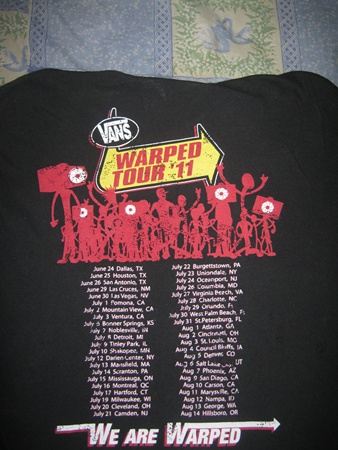 VANS
WARPED
TOUR '11
June 24 Dallas, TX
June 25 Houston, TX
June 26 San Antonio, TX
June 29 Las Cruces, NM
June 30 Las Vegas, NV
July 1 Pomona, CA
July 2 Mountain View, CA
July 3 Ventura, CA
July 5 Bonner Springs, KS
July 7 Noblesville, IN
July 8 Detroit, MI
July 9 Tinley Park, IL
July 10 Shakopee, MN
July 12 Darien Center, NY
July 13 Mansfield, MA
July 14 Scranton, PA
July 15 Mississauga, ON
July 16 Montreal, QC
July 17 Hartford, CT
July 19 Milwaukee, WI
July 20 Cleveland, OH
July 21 Camden, NJ
July 22 Burgettstown, PA
July 23 Uniondale, NY
July 24 Oceanport, NJ
July 26 Columbia, MD
July 27 Virginia Beach, VA
July 28 Charlotte, NC
July 29 Orlando, FL
July 30 West Palm Beach, FL
July 31 St.Petersburg, FL
Aug 1 Atlanta, GA
Aug 2 Cincinnati, OH
Aug 3 St. Louis, MO
Aug 4 Council Bluffs, IA
Aug 5 Denver, CO
Aug 6 Salt Lake, UT
Aug 7 Phoenix, AZ
Aug 9 San Diego, CA
Aug 10 Carson, CA
Aug 11 Marysville, CA
Aug 12 Nampa, ID
Aug 13 George, WA
Aug 14 Hillsboro, OR
WE ARE WARPED